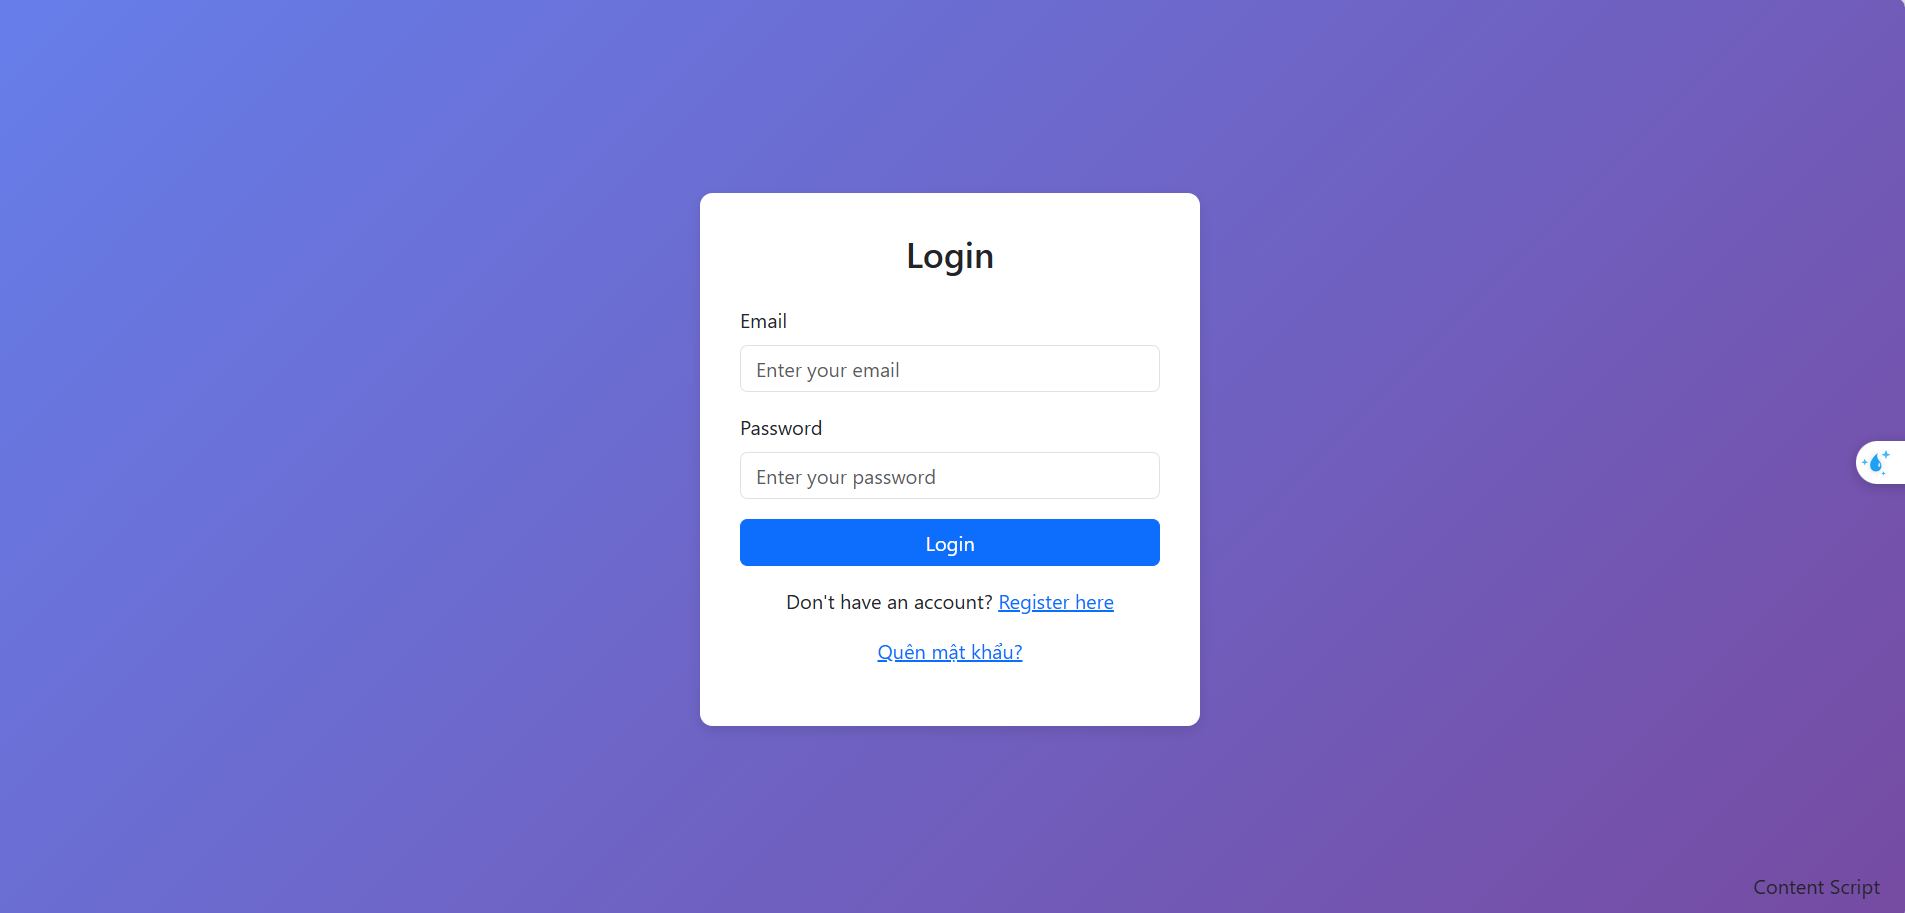 Login
Email
Enter your email
Password
Enter your password
Login
Don't have an account? Register here
Quên mật khẩu?
Content Script